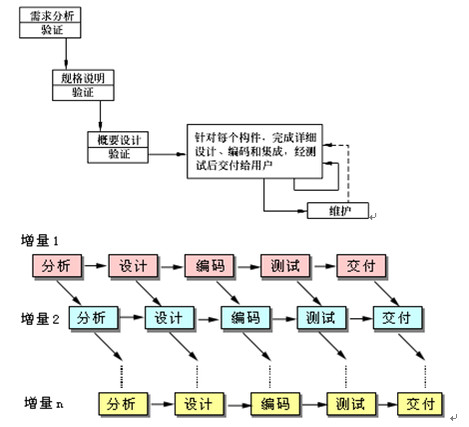 需求分析
验证
规格说明
验证
概要设计
验证
针对每个构件，完成详细
设计、编码和集成，经测
试后交付给用户
维护
增量1
分析 设计 编码 测试 交付
增量2
分析 设计 编码 测试 交付
增量n
分析 设计 编码 测试 交付